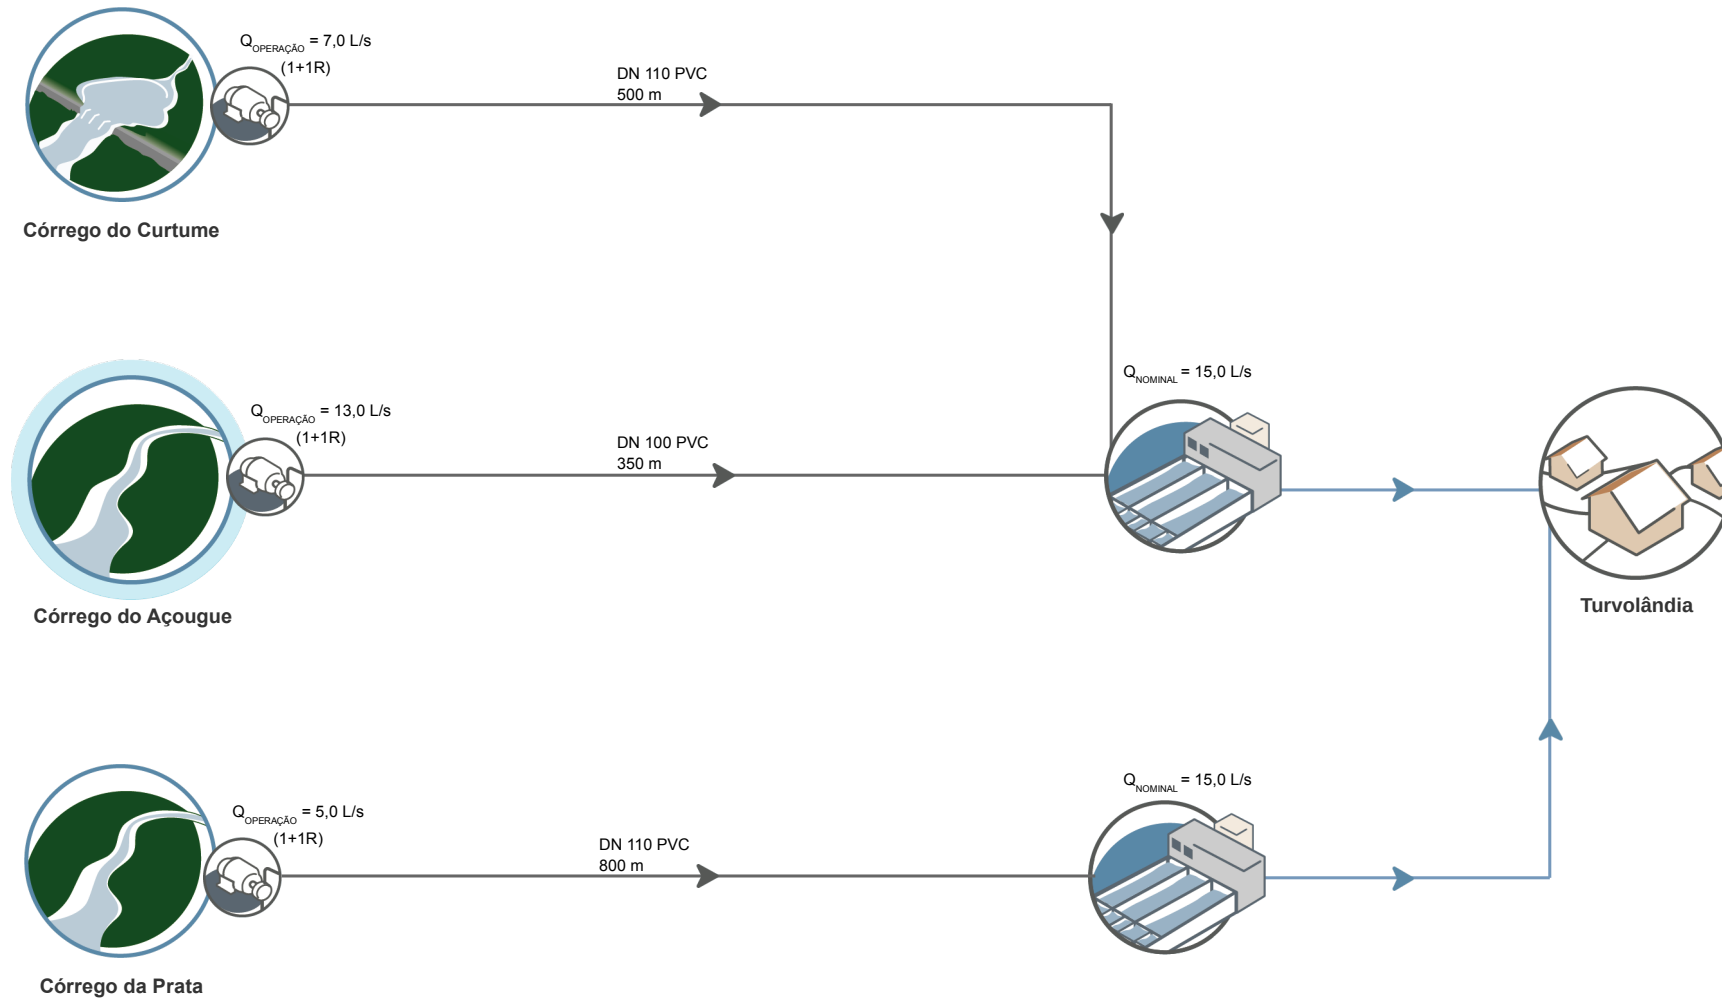 Q OPERAÇÃO = 7,0 L/s
(1+1R)
DN 110 PVC
500 m
Córrego do Curtume
Q OPERAÇÃO = 13,0 L/s
(1+1R)
DN 100 PVC
350 m
Q NOMINAL = 15,0 L/s
Córrego do Açougue
Turvolândia
Q OPERAÇÃO = 5,0 L/s
(1+1R)
DN 110 PVC
800 m
Q NOMINAL = 15,0 L/s
Córrego da Prata